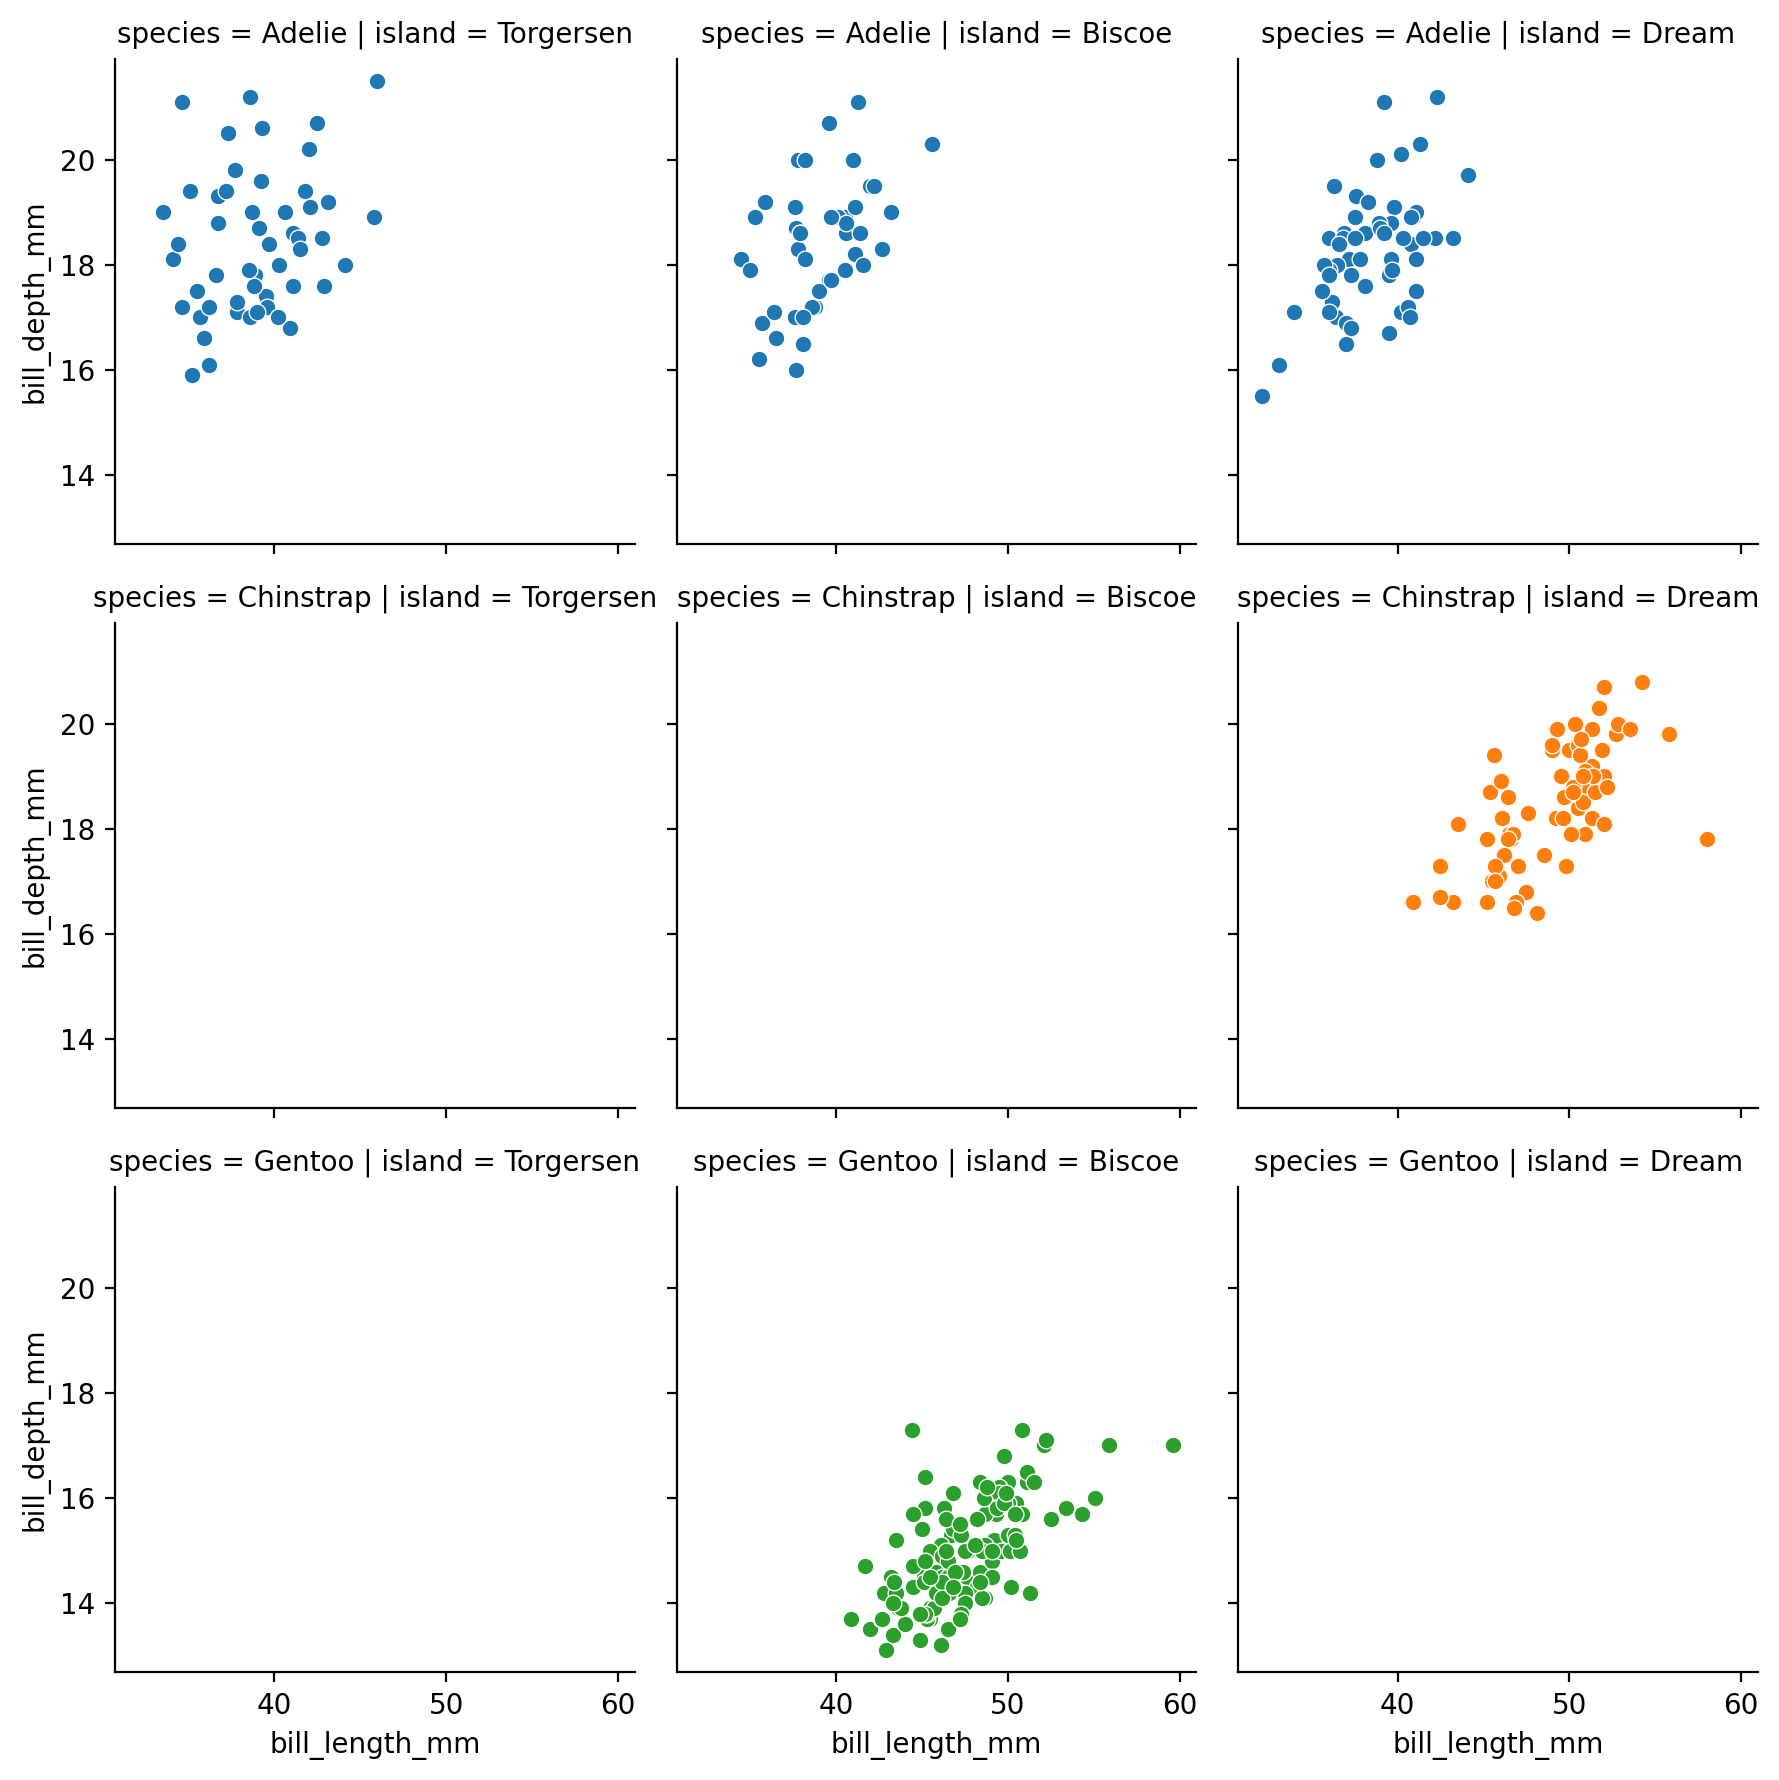 species = Adelie | island = Torgersen
species = Adelie | island = Biscoe
species = Adelie | island = Dream
bill_depth_mm
20
18
16
14
species = Chinstrap | island = Torgersen
species = Chinstrap | island = Biscoe
species = Chinstrap | island = Dream
bill_depth_mm
20
18
16
14
species = Gentoo | island = Torgersen
species = Gentoo | island = Biscoe
species = Gentoo | island = Dream
bill_depth_mm
20
18
16
14
40
50
60
bill_length_mm
40
50
60
bill_length_mm
40
50
60
bill_length_mm